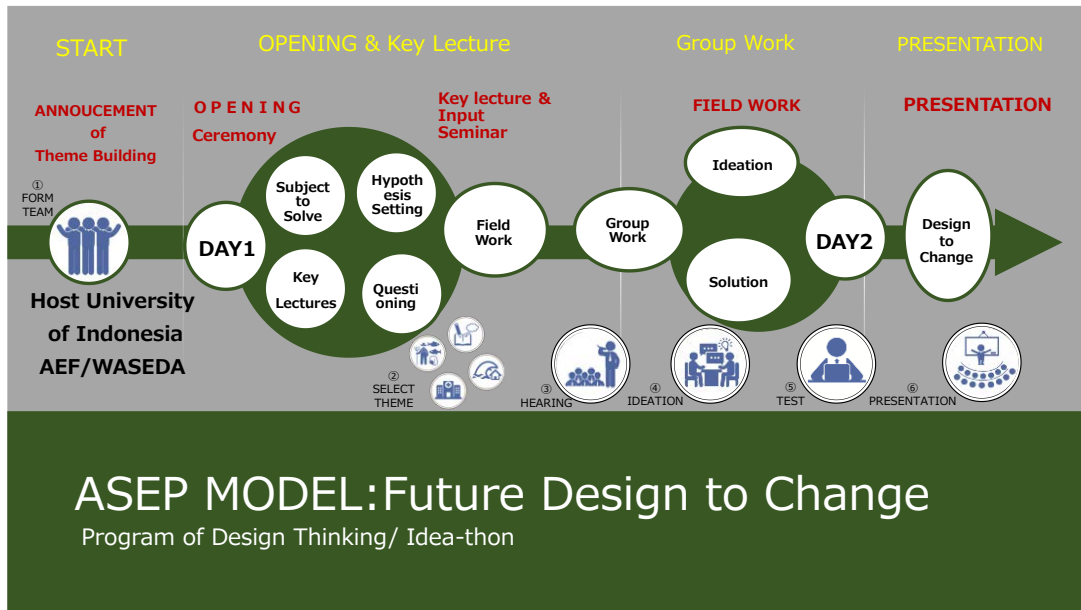 START
OPENING & Key Lecture
Group Work
PRESENTATION
ANNOUCEMENT
of
Theme Building
O P E N I N G
Ceremony
Key lecture &
Input
Seminar
FIELD WORK
PRESENTATION
①
FORM
TEAM
DAY1
Subject
to
Solve
Hypoth
esis
Setting
Key
Lectures
Questi
oning
Field
Work
Group
Work
Ideation
Solution
DAY2
Design
to
Change
Host University
of Indonesia
AEF/WASEDA
②
SELECT
THEME
③
HEARING
④
IDEATION
⑤
TEST
⑥
PRESENTATION
ASEP MODEL:Future Design to Change
Program of Design Thinking/ Idea-thon